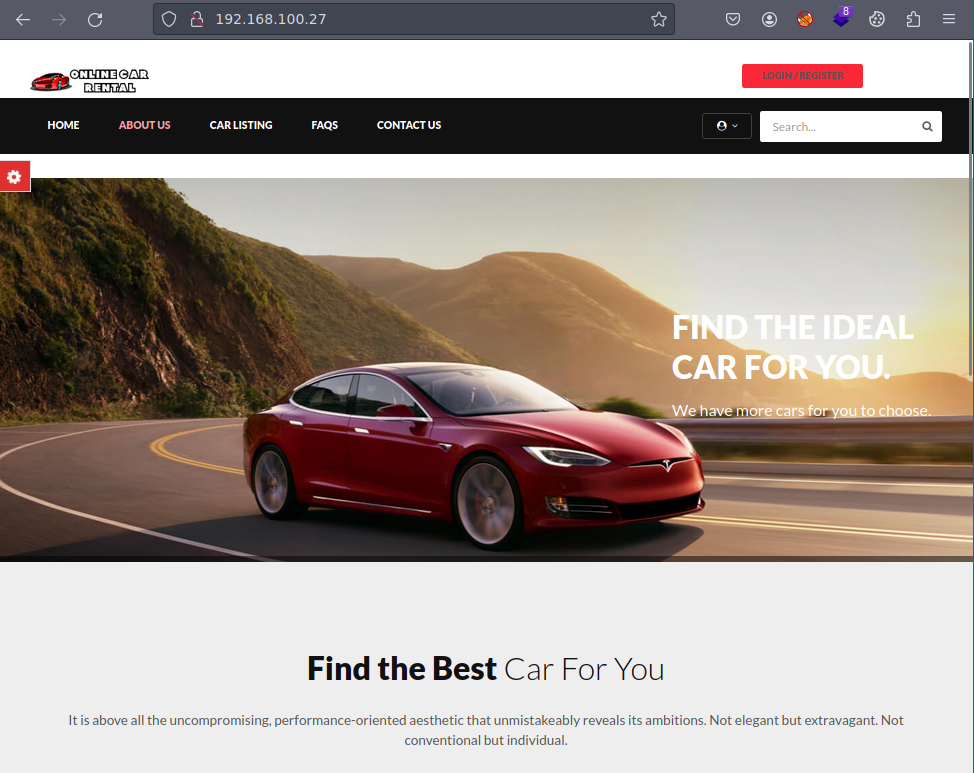 192.168.100.27
8
ONLINE CAR
RENTAL
LOGIN / REGISTER
HOME ABOUT US CAR LISTING FAQS CONTACT US
Search...
FIND THE IDEAL
CAR FOR YOU.
We have more cars for you to choose.
Find the Best Car For You
It is above all the uncompromising, performance-oriented aesthetic that unmistakeably reveals its ambitions. Not elegant but extravagant. Not
conventional but individual.